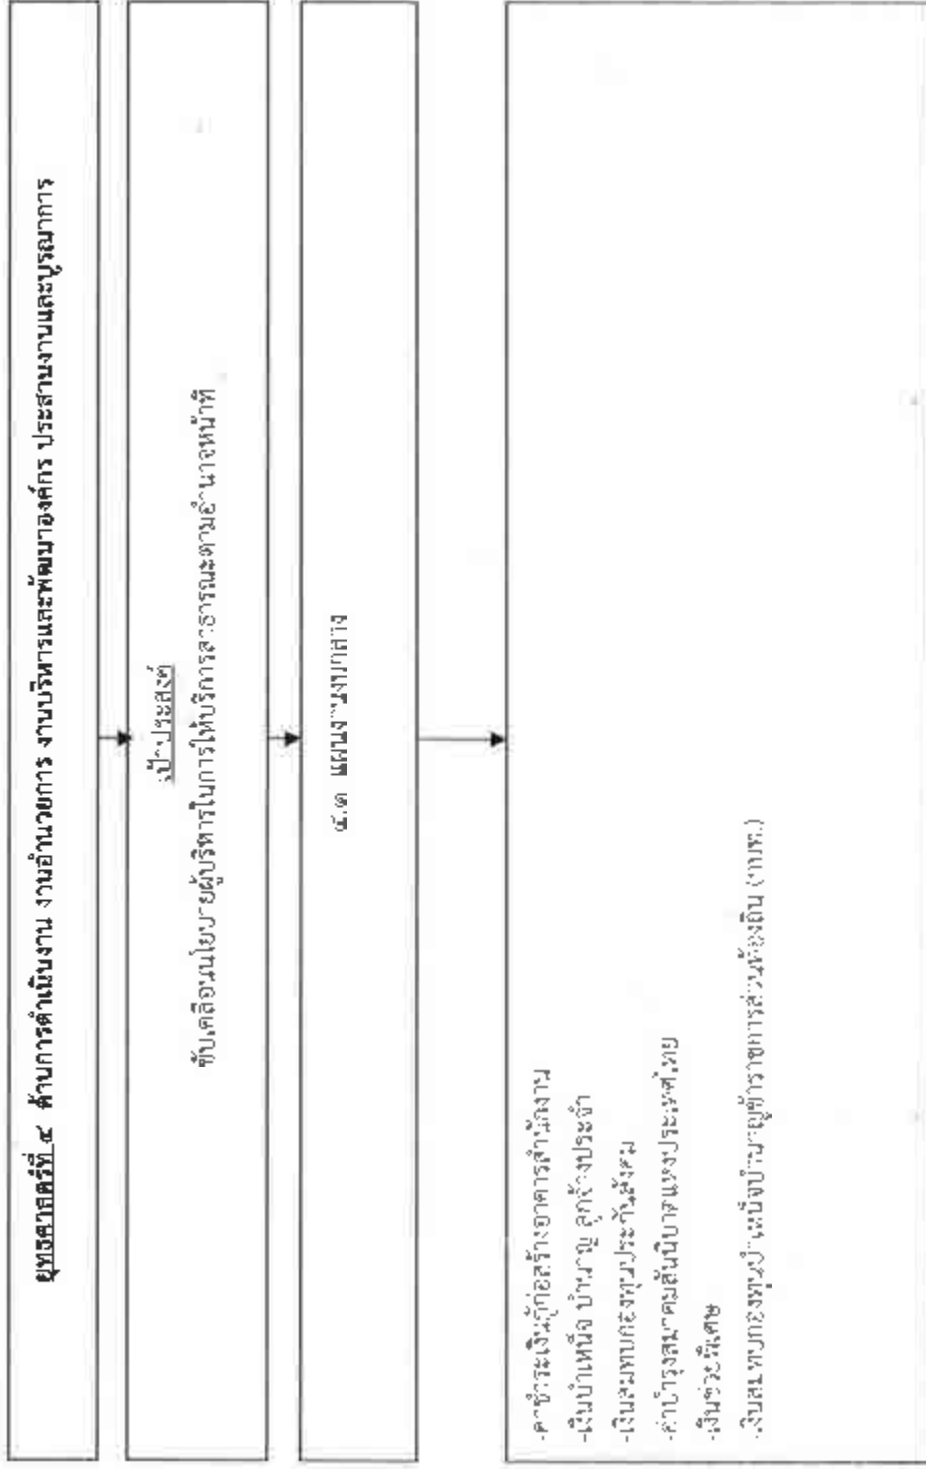 ยุทธศาสตร์ที่ ๔ ด้านการดำเนินงาน งานอำนวยการ งานบริหารและพัฒนาองค์กร ประสานงานและบูรณาการ
เป้าประสงค์
ขับเคลื่อนนโยบายผู้บริหารในการให้บริการสาธารณะตามอำนาจหน้าที่
๔.๑ แผนงานงบกลาง
-ค่าชำระเงินกู้ก่อสร้างอาคารสำนักงาน
-เงินบำเหน็จ บำนาญ ลูกจ้างประจำ
-เงินสมทบกองทุนประกันสังคม
-ค่าบำรุงสมาคมสันนิบาตแห่งประเทศไทย
-เงินช่วยพิเศษ
-เงินสมทบกองทุนบำเหน็จบำนาญข้าราชการส่วนท้องถิ่น (กบท.)